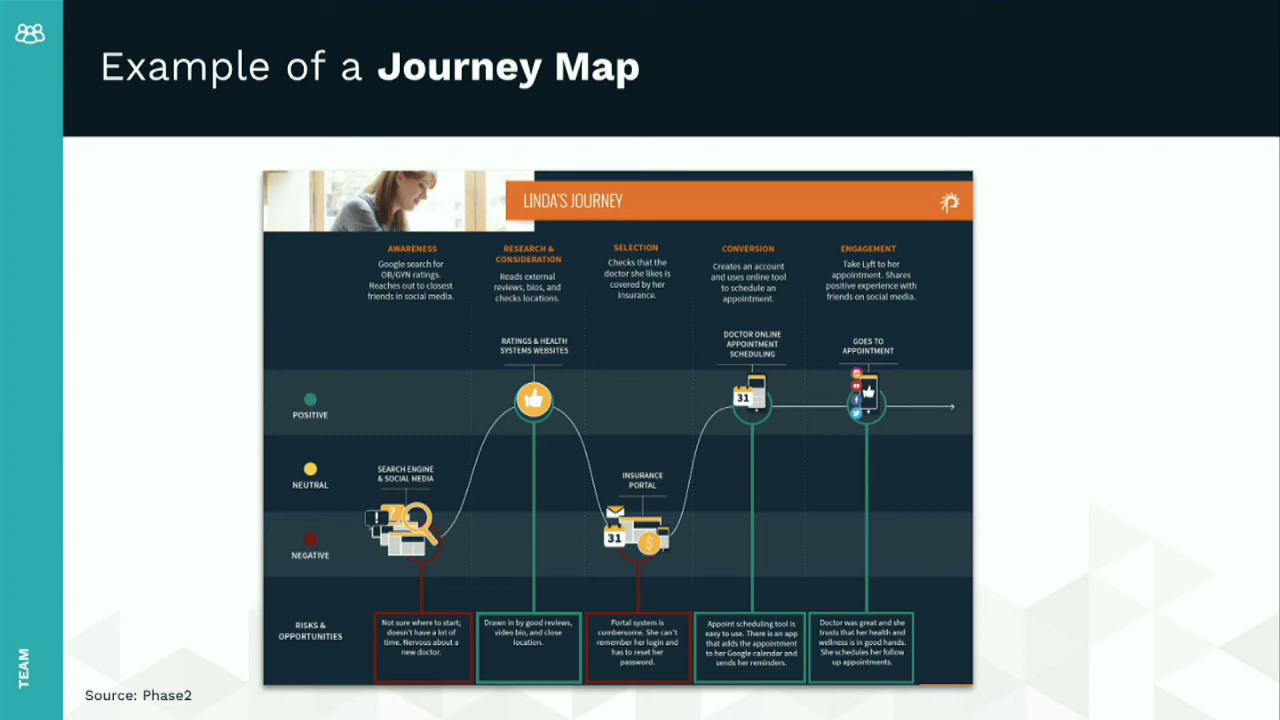 Example of a Journey Map
LINDA'S JOURNEY
AWARENESS
Google search for
OB/GYN ratings.
Reaches out to closest
friends in social media.
RESEARCH &
CONSIDERATION
Reads external
reviews, bios, and
checks locations.
SELECTION
Checks that the
doctor she likes is
covered by her
insurance.
CONVERSION
Creates an account
and uses online tool
to schedule an
appointment.
ENGAGEMENT
Take Lyft to her
appointment. Shares
positive experience with
friends on social media.
RATINGS & HEALTH
SYSTEMS WEBSITES
DOCTOR ONLINE
APPOINTMENT
SCHEDULING
GOES TO
APPOINTMENT
31
POSITIVE
NEUTRAL
SEARCH ENGINE
& SOCIAL MEDIA
INSURANCE
PORTAL
! ?
31
$
NEGATIVE
RISKS &
OPPORTUNITIES
Not sure where to start;
doesn't have a lot of
time. Nervous about a
new doctor.
Drawn in by good reviews,
video bio, and close
location.
Portal system is
cumbersome. She can't
remember her login and
has to reset her
password.
Appoint scheduling tool is
easy to use. There is an app
that adds the appointment
to her Google calendar and
sends her reminders.
Doctor was great and she
trusts that her health and
wellness is in good hands.
She schedules her follow
up appointments.
TEAM
Source: Phase2